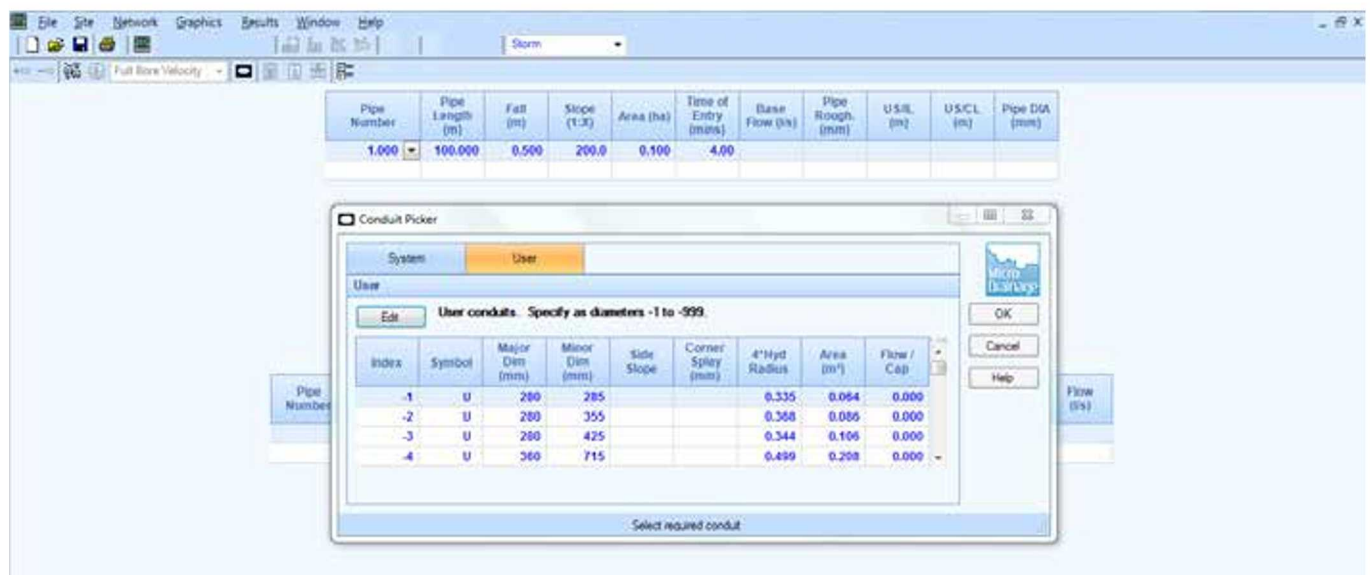 File Site Network Graphics Results Window Help
Storm
Full Bore Velocity
Pipe Number Pipe Length (m) Fall (m) Slope (1:X) Area (ha) Time of Entry (mins) Base Flow (l/s) Pipe Rough. (mm) US/IL (m) US/CL (m) Pipe DIA (mm)
1.000 100.000 0.500 200.0 0.100 4.00
Conduit Picker
System User
Micro Drainage
User
Edit User conduits. Specify as diameters -1 to -999.
OK
Cancel
Help
Index Symbol Major Dim (mm) Minor Dim (mm) Side Slope Corner Splay (mm) 4*Hyd Radius Area (m²) Flow / Cap
-1 U 280 285 0.335 0.064 0.000
-2 U 280 355 0.368 0.086 0.000
-3 U 280 425 0.344 0.106 0.000
-4 U 360 715 0.499 0.208 0.000
Pipe Number
Flow (l/s)
Select required conduit